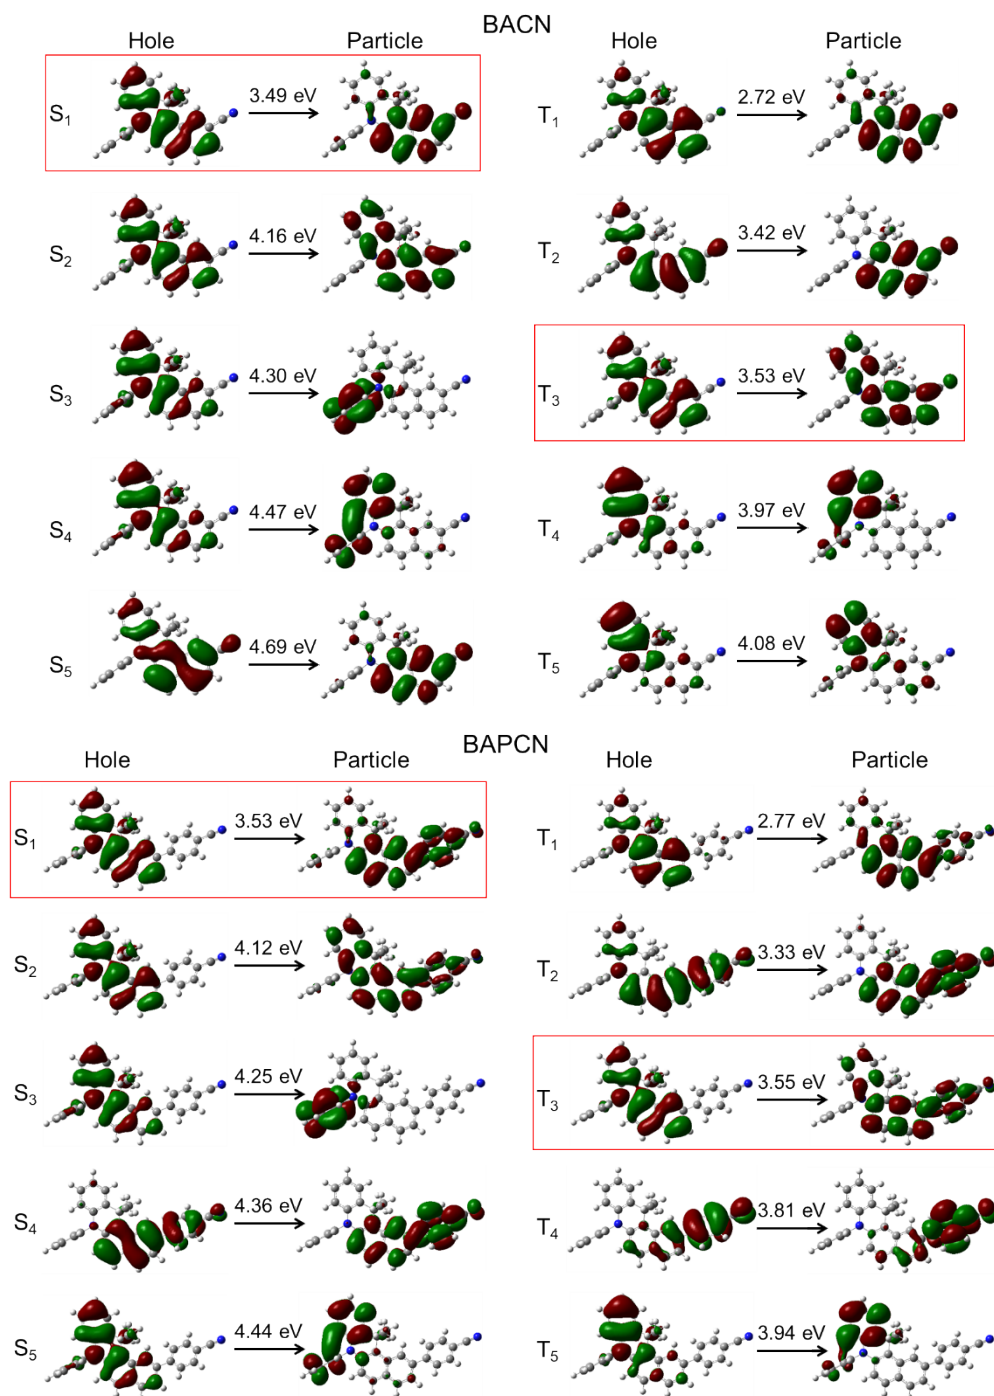 BACN
Hole Particle Hole Particle
S1 3.49 eV T1 2.72 eV
S2 4.16 eV T2 3.42 eV
S3 4.30 eV T3 3.53 eV
S4 4.47 eV T4 3.97 eV
S5 4.69 eV T5 4.08 eV
BAPCN
Hole Particle Hole Particle
S1 3.53 eV T1 2.77 eV
S2 4.12 eV T2 3.33 eV
S3 4.25 eV T3 3.55 eV
S4 4.36 eV T4 3.81 eV
S5 4.44 eV T5 3.94 eV